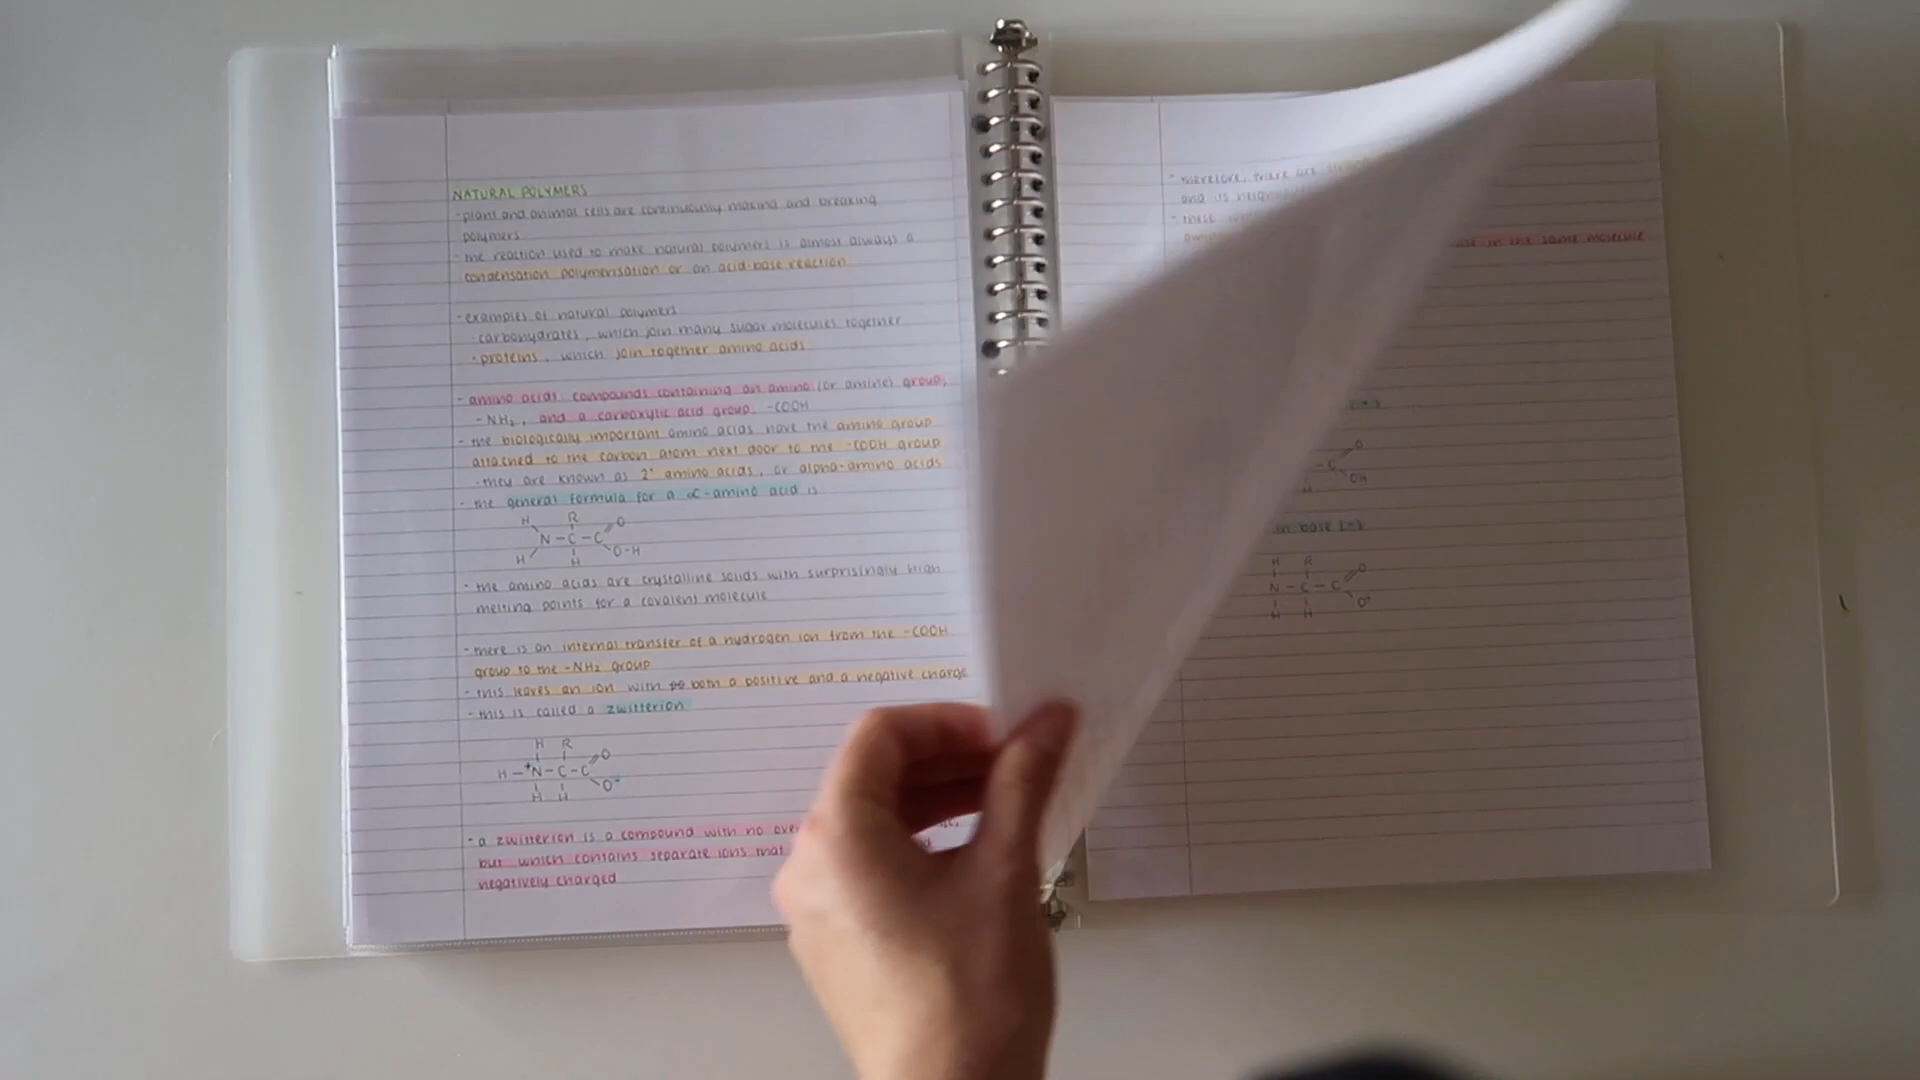 NATURAL POLYMERS
- plant and animal cells are continuously making and breaking
polymers
- the reaction used to make natural polymers is almost always a
condensation polymerisation or an acid-base reaction
- examples of natural polymers
· carbohydrates, which join many sugar molecules together
· proteins, which join together amino acids
- amino acids compounds containing an amino (or amine) group,
-NH₂, and a carboxylic acid group, -COOH
- the biologically important amino acids have the amino group
attached to the carbon atom next door to the -COOH group
· they are known as 2° amino acids, or alpha-amino acids
- the general formula for a α-amino acid is
H R O
N - C - C
H H O-H
- the amino acids are crystalline solids with surprisingly high
melting points for a covalent molecule
- there is an internal transfer of a hydrogen ion from the -COOH
group to the -NH₂ group
- this leaves an ion with both a positive and a negative charge
- this is called a zwitterion
H R O
H - ⁺N - C - C
H H O⁻
- a zwitterion is a compound with no
but which contains separate ions that
negatively charged
- therefore, there are
and its
- these
in the same molecule
O
- C
H OH
in base
H R O
N - C - C
H H O⁻